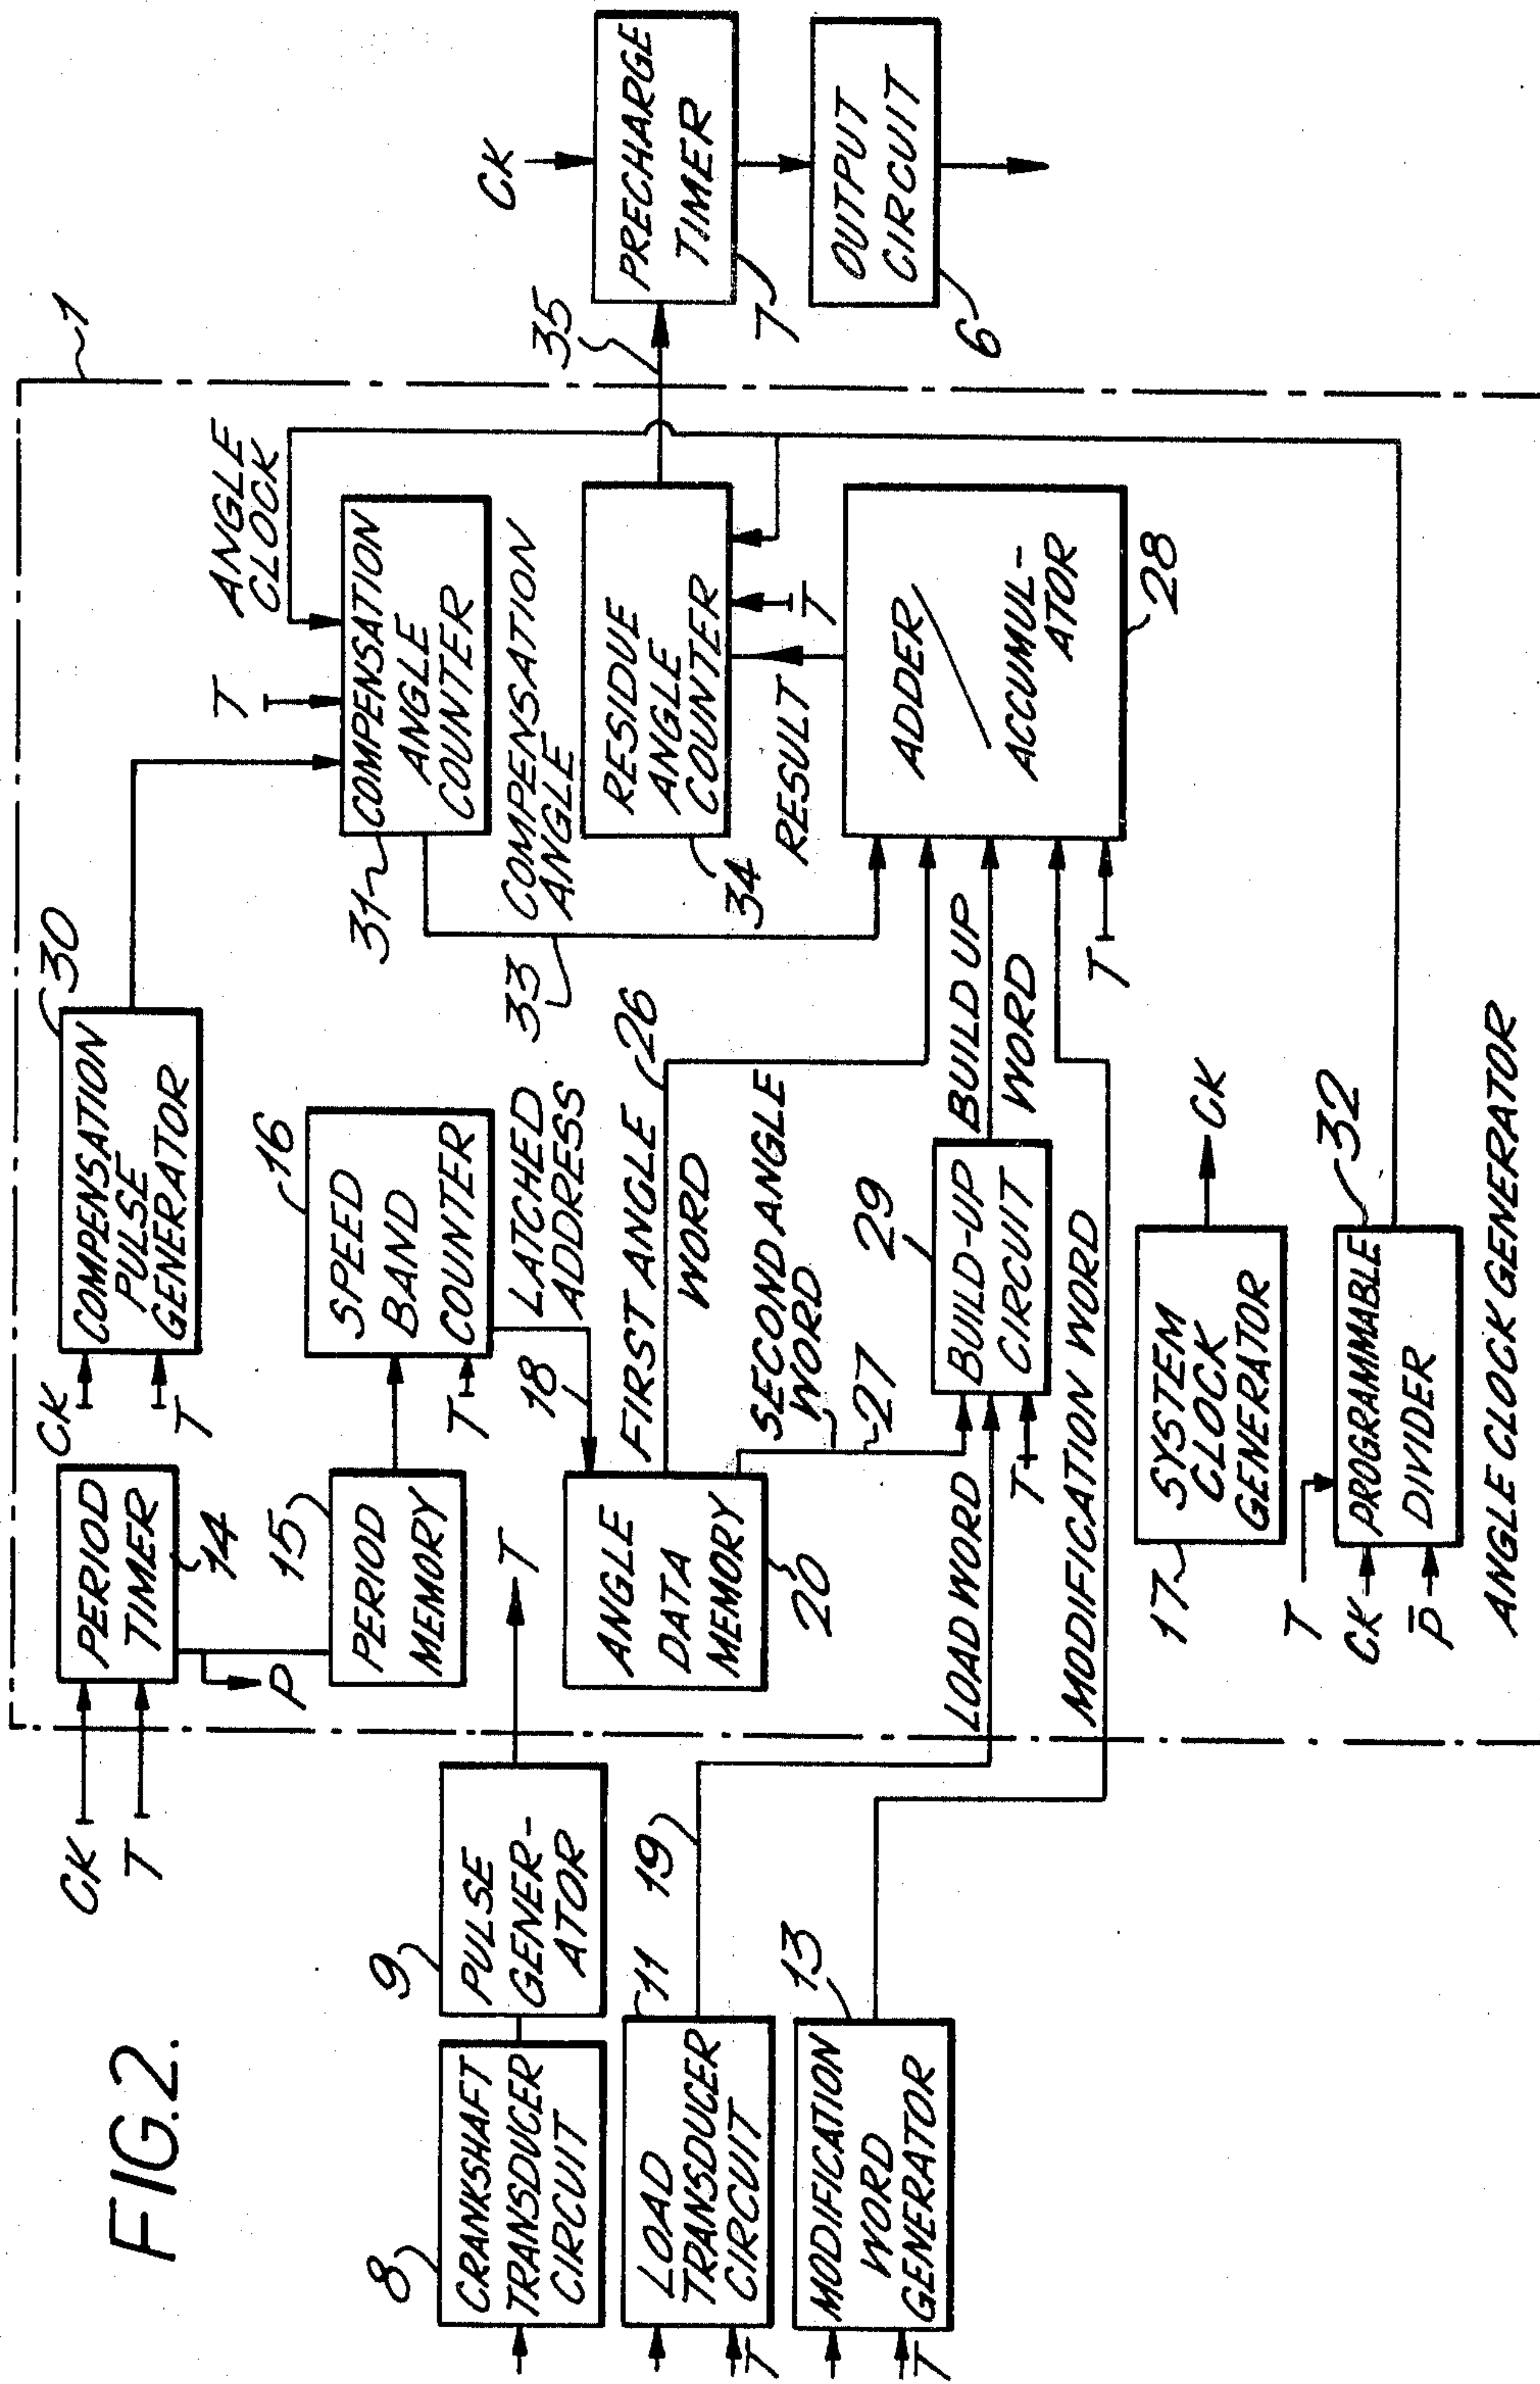 FIG.2.
CK
T
PERIOD
TIMER
14
P
15
PERIOD
MEMORY
CK
T
COMPENSATION
PULSE
GENERATOR
30
16
SPEED
BAND
COUNTER
T
LATCHED
ADDRESS
18
T
ANGLE
CLOCK
31
COMPENSATION
ANGLE
COUNTER
COMPENSATION
ANGLE
33
1
8
CRANKSHAFT
TRANSDUCER
CIRCUIT
9
PULSE
GENER-
ATOR
T
ANGLE
DATA
MEMORY
20
FIRST ANGLE
WORD
26
SECOND ANGLE
WORD
27
RESIDUE
ANGLE
COUNTER
34
T
RESULT
35
CK
PRECHARGE
TIMER
7
OUTPUT
CIRCUIT
6
LOAD
TRANSDUCER
CIRCUIT
T
11
19
LOAD WORD
T
29
BUILD-UP
CIRCUIT
BUILD UP
WORD
ADDER
ACCUMUL-
ATOR
28
T
13
MODIFICATION
WORD
GENERATOR
T
MODIFICATION WORD
17
SYSTEM
CLOCK
GENERATOR
CK
T
CK
P̄
PROGRAMMABLE
DIVIDER
32
ANGLE CLOCK GENERATOR